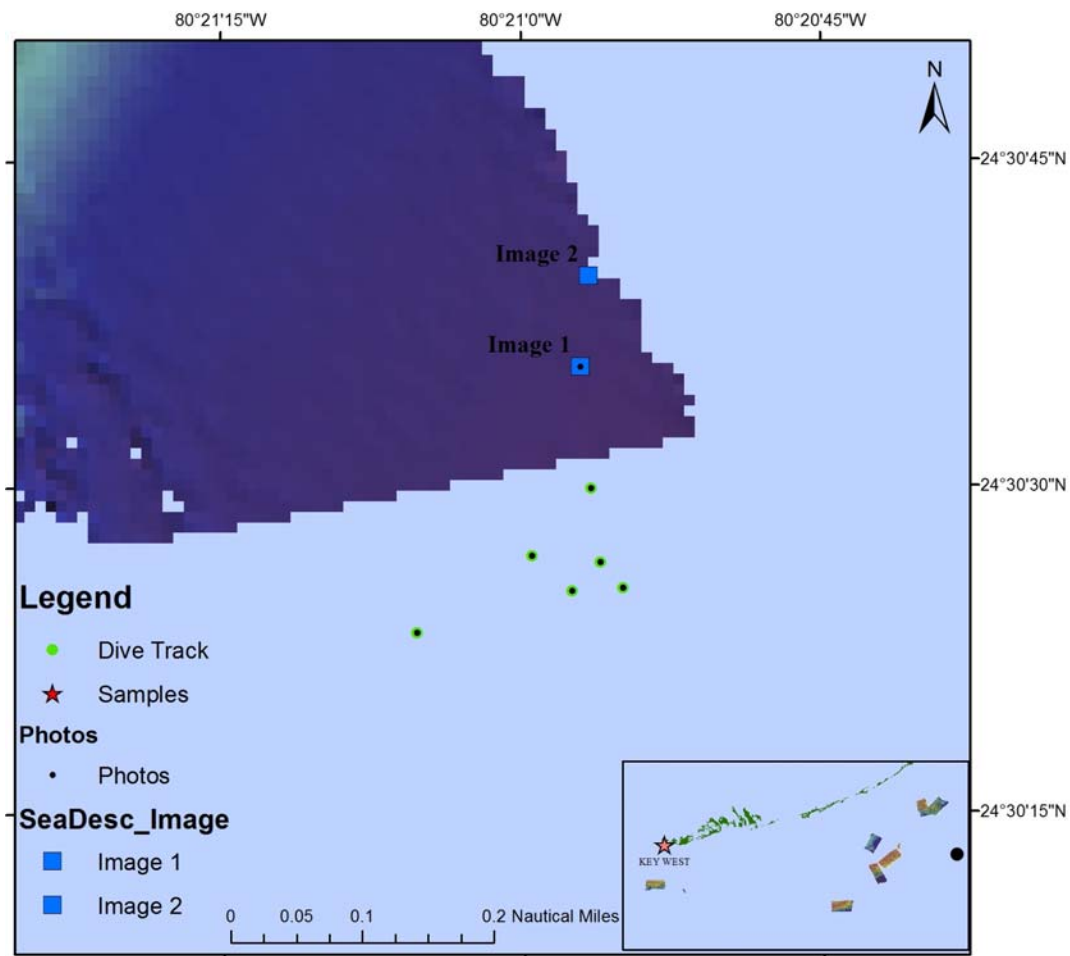 80°21'15"W
80°21'0"W
80°20'45"W
N
24°30'45"N
Image 2
Image 1
24°30'30"N
Legend
Dive Track
Samples
Photos
Photos
24°30'15"N
SeaDesc_Image
Image 1
Image 2
0 0.05 0.1 0.2 Nautical Miles
KEY WEST